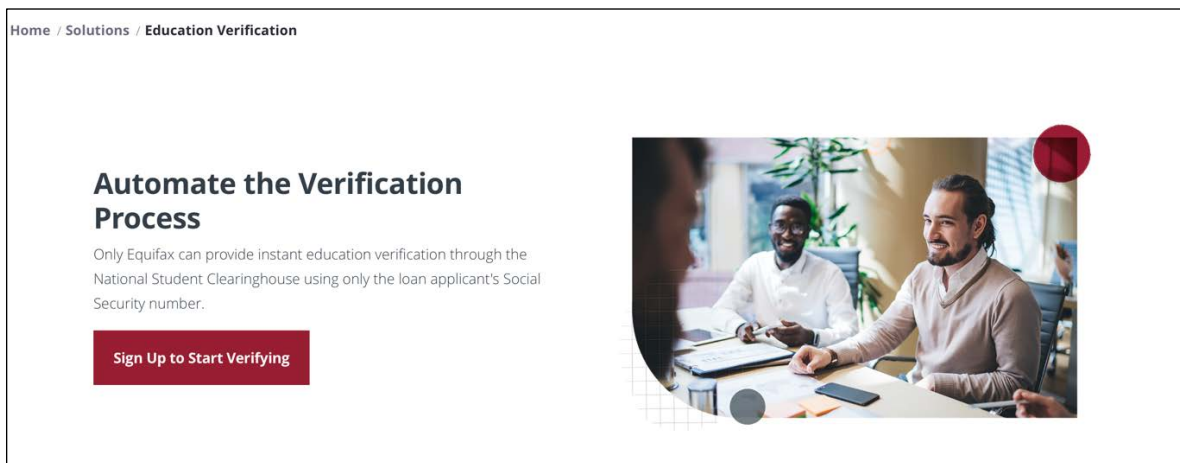 Home / Solutions / Education Verification
Automate the Verification
Process
Only Equifax can provide instant education verification through the
National Student Clearinghouse using only the loan applicant's Social
Security number.
Sign Up to Start Verifying